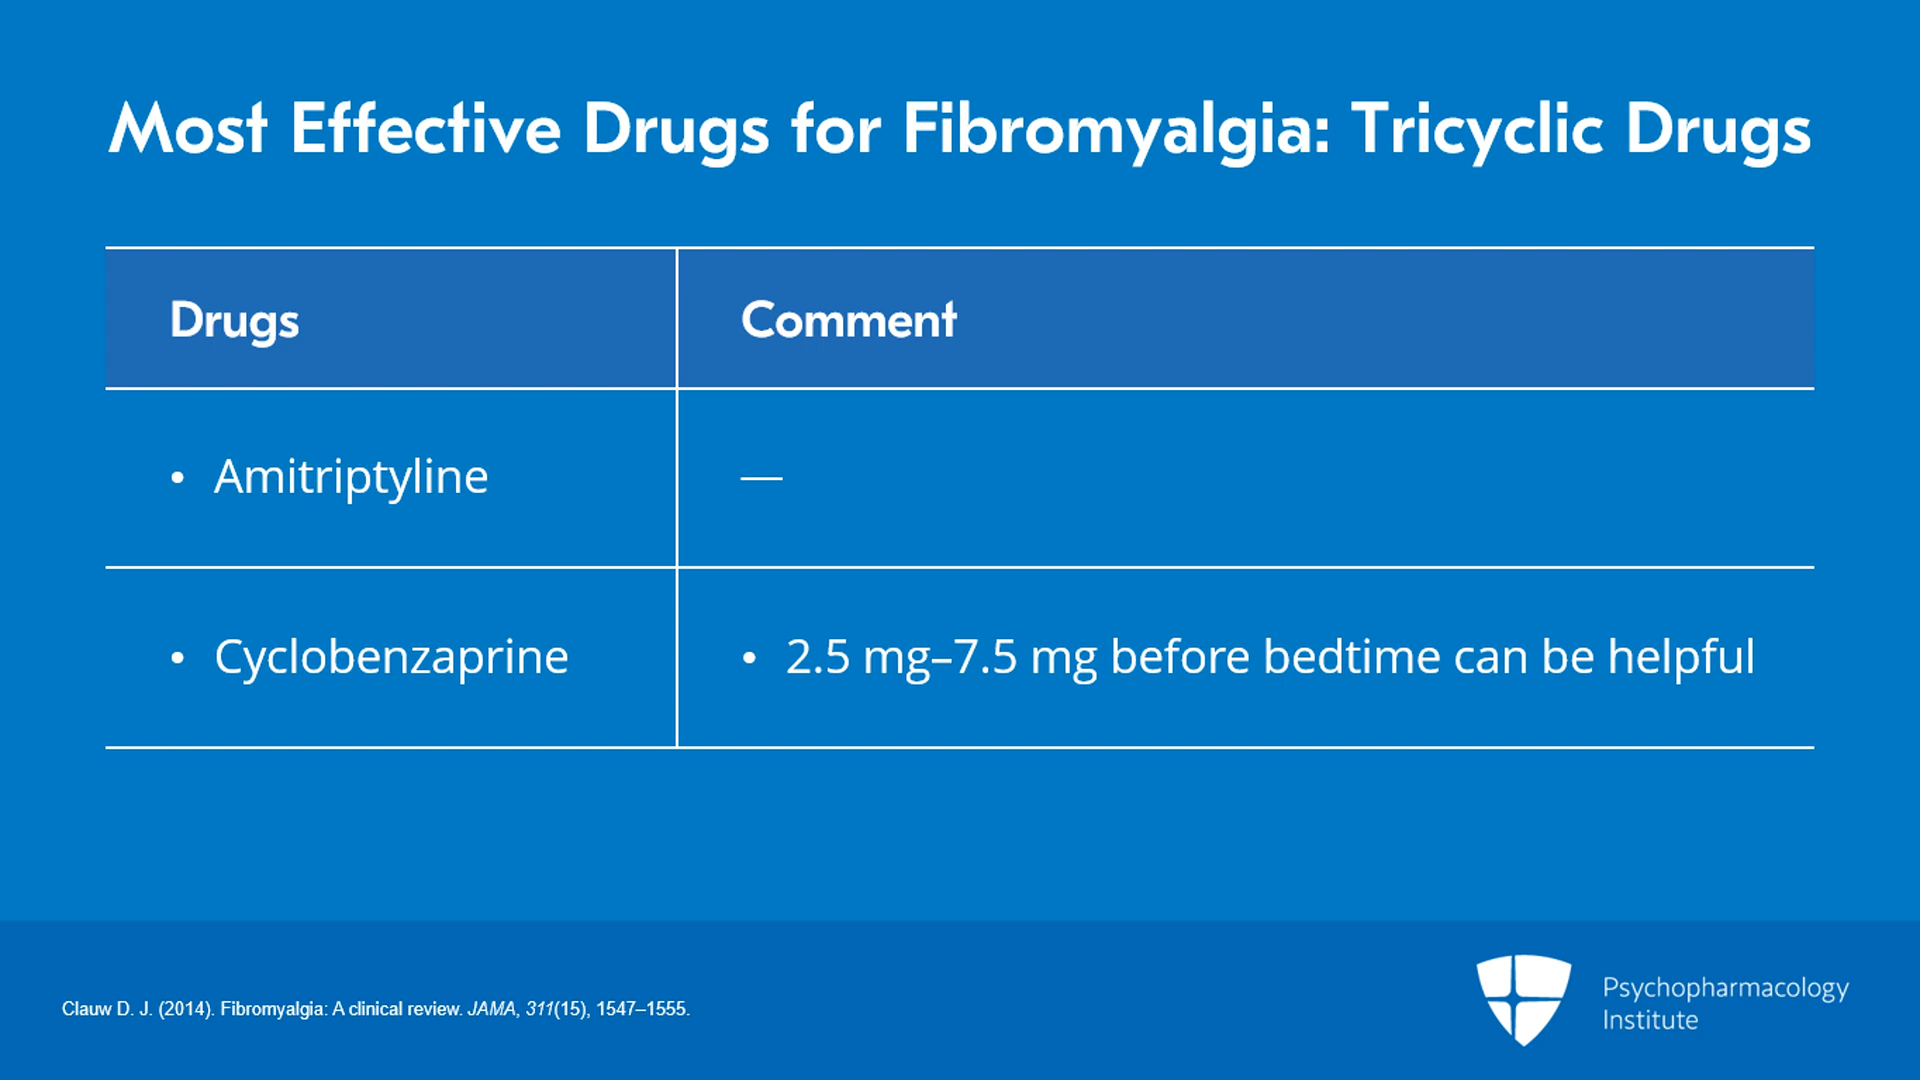 Most Effective Drugs for Fibromyalgia: Tricyclic Drugs
Drugs
Comment
• Amitriptyline
—
• Cyclobenzaprine
• 2.5 mg–7.5 mg before bedtime can be helpful
Clauw D. J. (2014). Fibromyalgia: A clinical review. JAMA, 311(15), 1547–1555.
Psychopharmacology
Institute